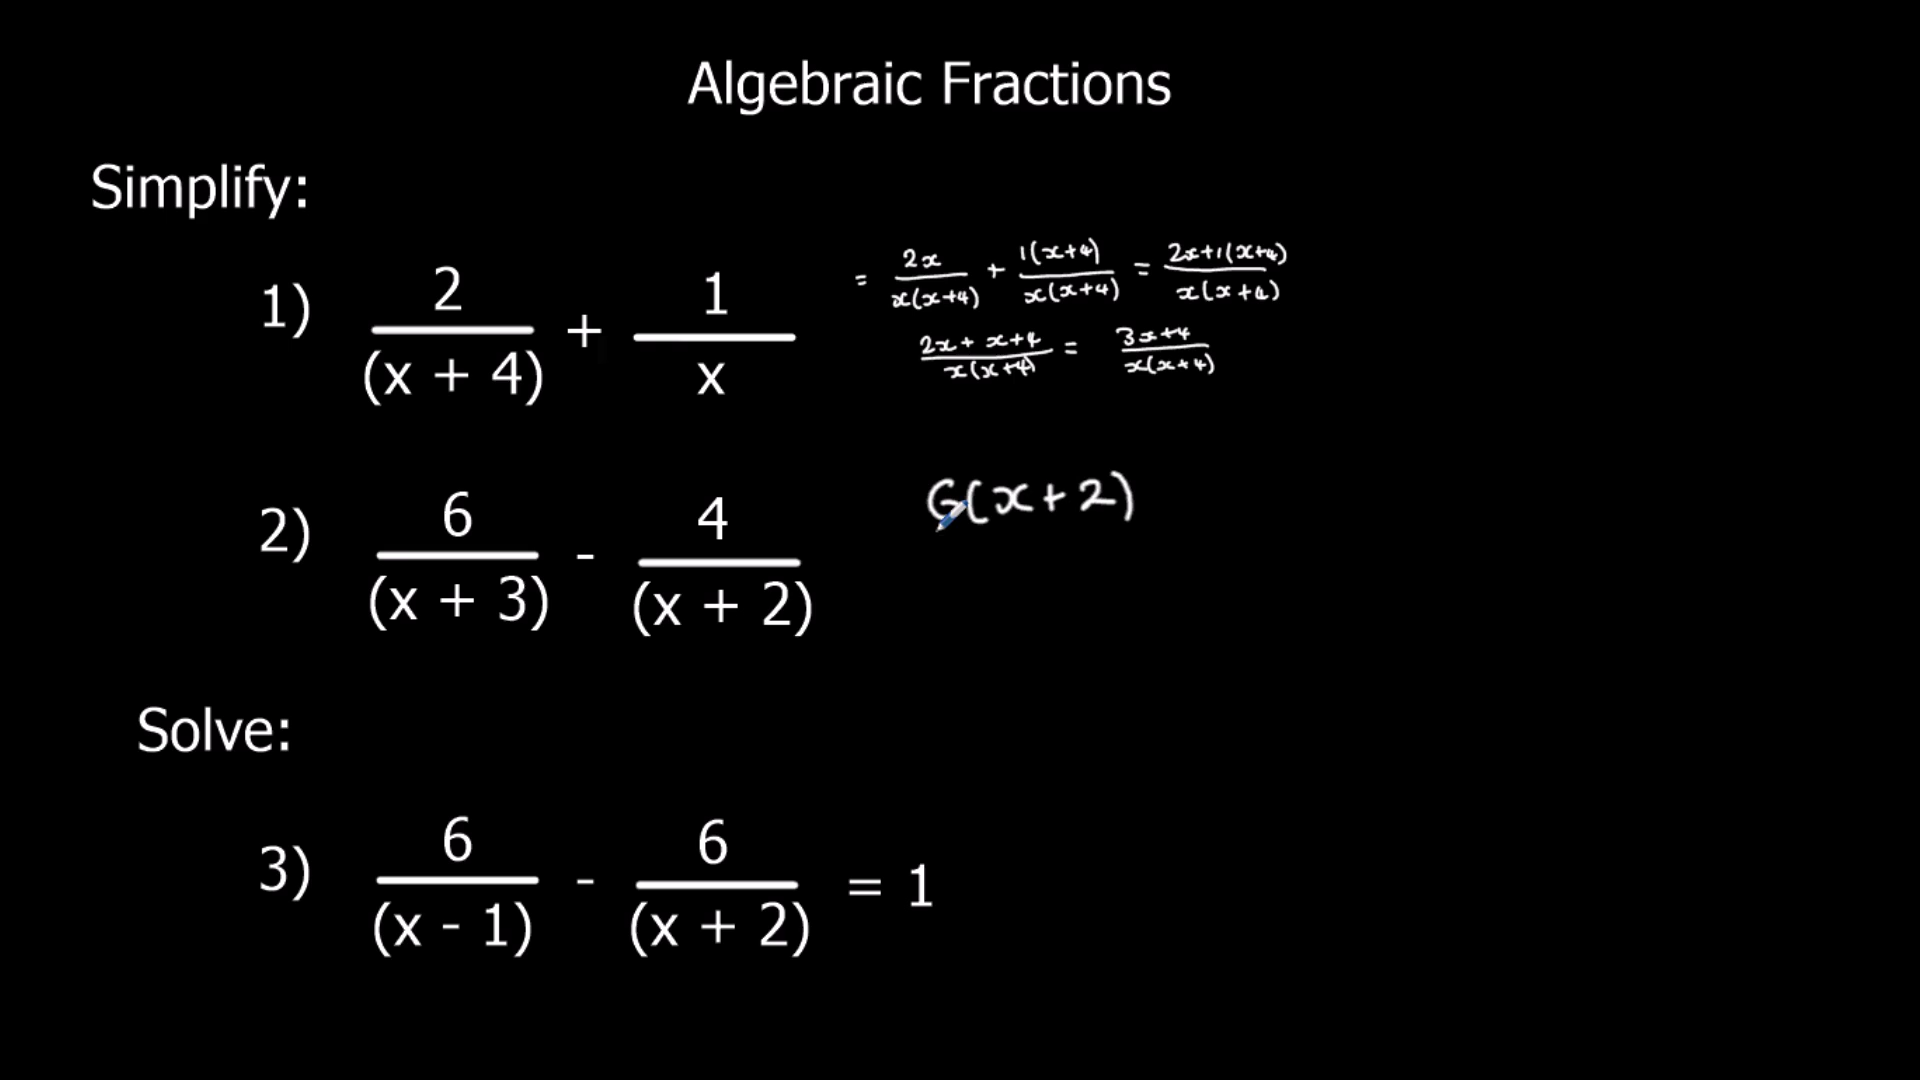 Algebraic Fractions
Simplify:
1) 2/(x + 4) + 1/x = 2x/x(x+4) + 1(x+4)/x(x+4) = 2x+1(x+4)/x(x+4)
2x + x+4/x(x+4) = 3x+4/x(x+4)
2) 6/(x + 3) - 4/(x + 2) 6(x+2)
Solve:
3) 6/(x - 1) - 6/(x + 2) = 1